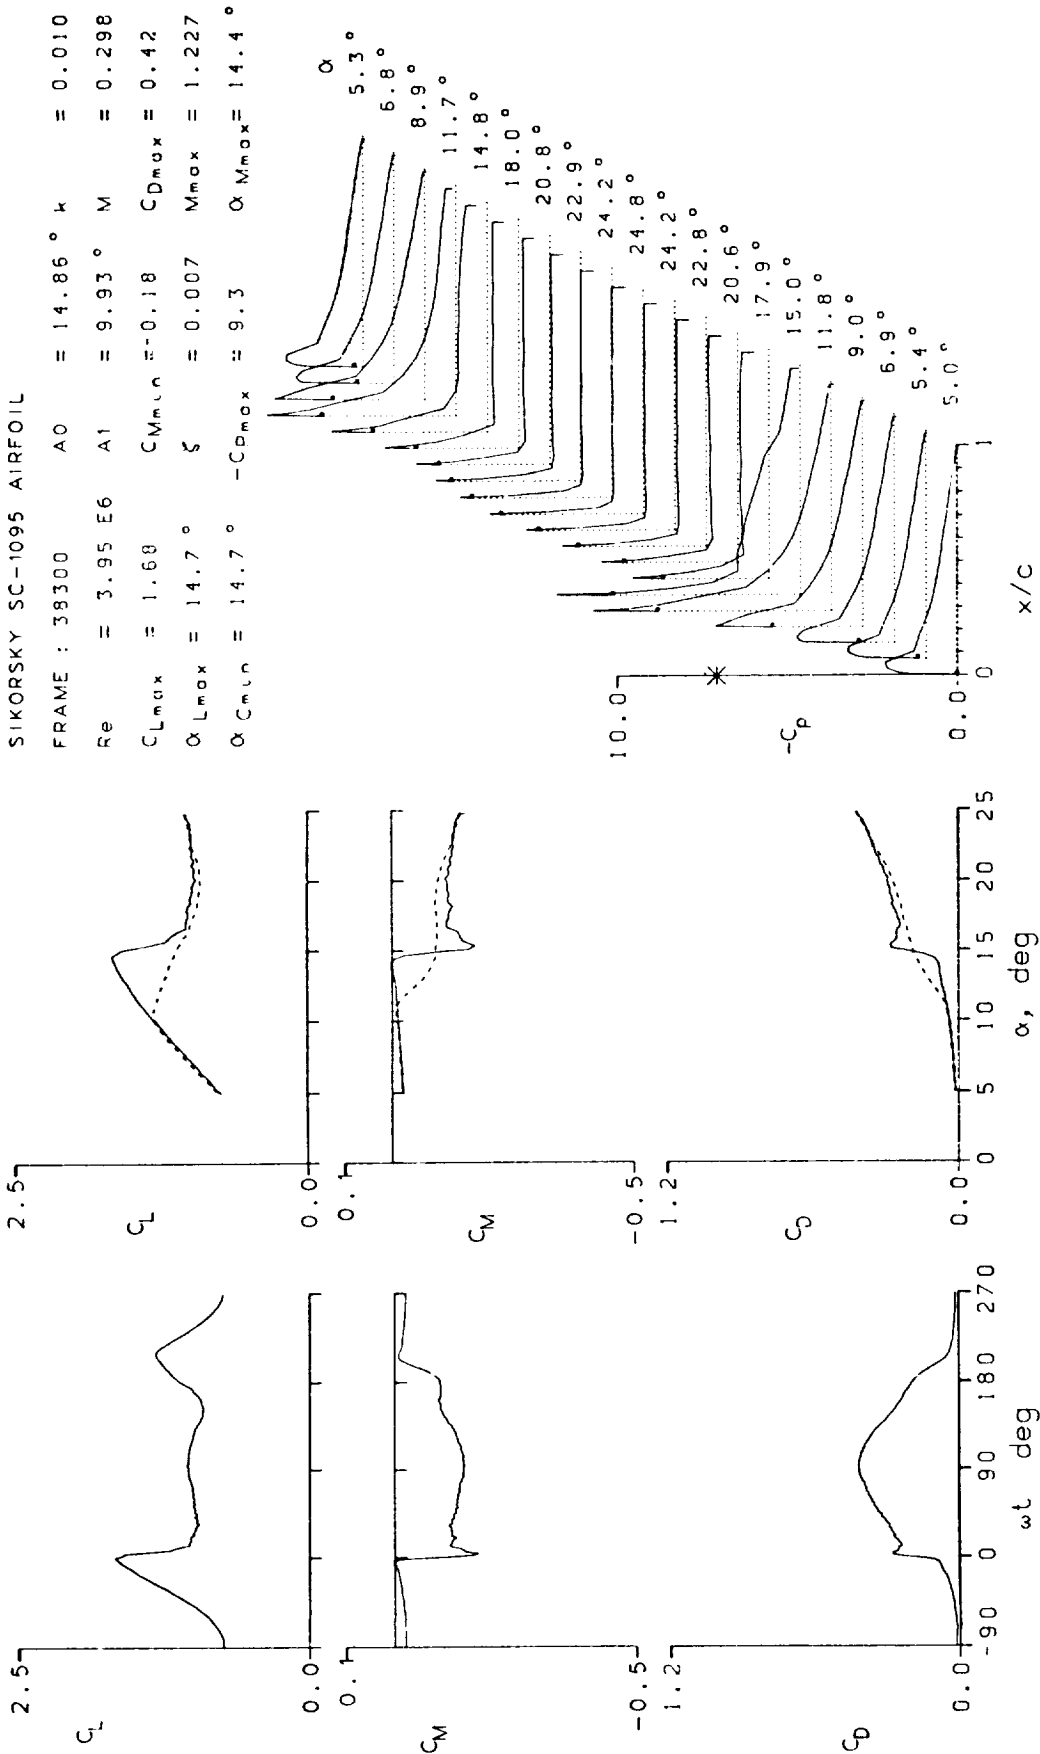 SIKORSKY SC-1095 AIRFOIL
FRAME : 38300 A0 = 14.86° k = 0.010
Re = 3.95 E6 A1 = 9.93° M = 0.298
CLmax = 1.68 CMmin =-0.18 CDmax = 0.42
αLmax = 14.7° ζ = 0.007 Mmax = 1.227
αCmin = 14.7° -Cpmax = 9.3 αMmax = 14.4°
2.5
CL
0.0
0.1
CM
-0.5
1.2
CD
0.0
-90 0 90 180 270
ωt deg
2.5
CL
0.0
0.1
CM
-0.5
1.2
CD
0.0
0 5 10 15 20 25
α, deg
α
5.3°
6.8°
8.9°
11.7°
14.8°
18.0°
20.8°
22.9°
24.2°
24.8°
24.2°
22.8°
20.6°
17.9°
15.0°
11.8°
9.0°
6.9°
5.4°
5.0°
10.0
-Cp
0.0
0 1
x/c